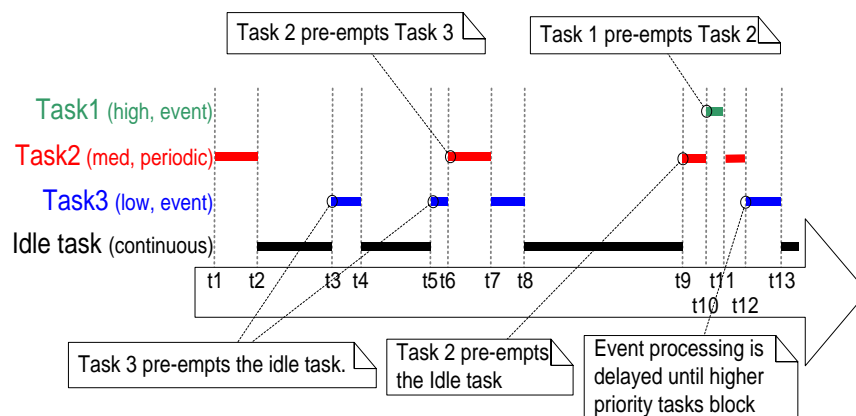 Task 2 pre-empts Task 3
Task 1 pre-empts Task 2
Task1 (high, event)
Task2 (med, periodic)
Task3 (low, event)
Idle task (continuous)
t1 t2 t3 t4 t5 t6 t7 t8 t9 t11 t13
t10 t12
Task 3 pre-empts the idle task.
Task 2 pre-empts
the Idle task
Event processing is
delayed until higher
priority tasks block